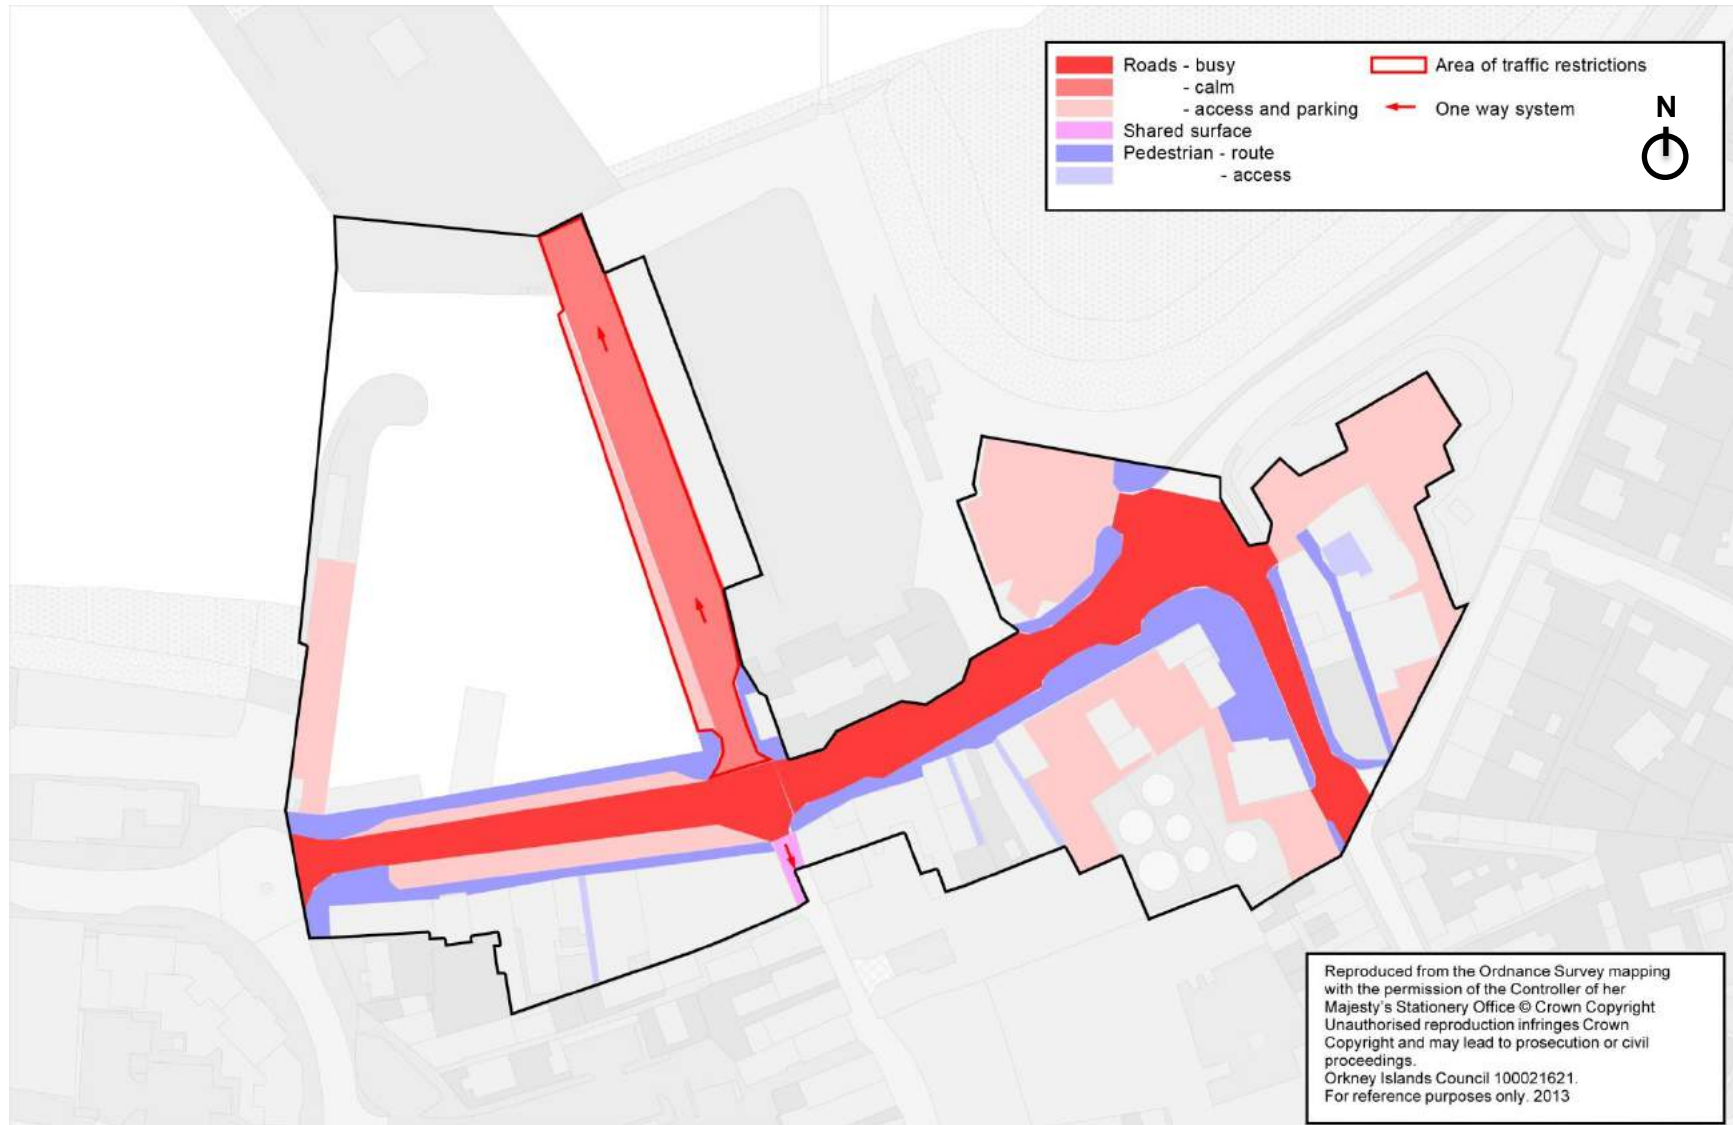 Roads - busy
- calm
- access and parking
Shared surface
Pedestrian - route
- access
Area of traffic restrictions
One way system
N
Reproduced from the Ordnance Survey mapping
with the permission of the Controller of her
Majesty's Stationery Office © Crown Copyright
Unauthorised reproduction infringes Crown
Copyright and may lead to prosecution or civil
proceedings.
Orkney Islands Council 100021621.
For reference purposes only. 2013